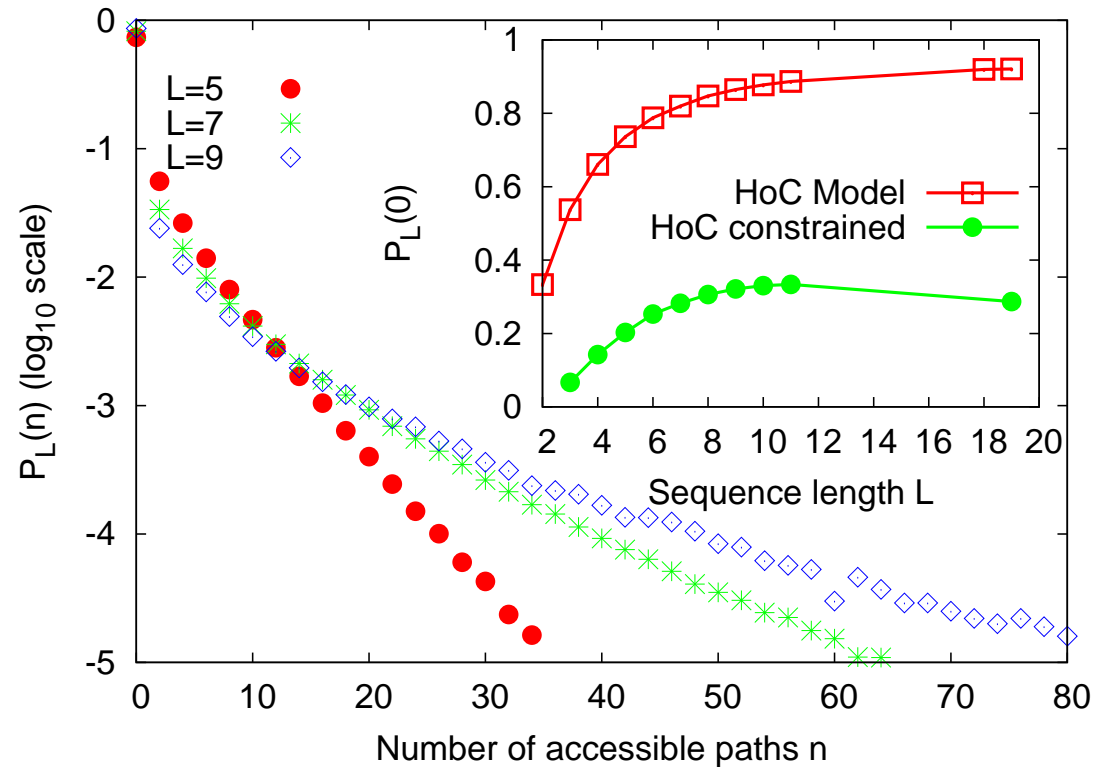 0
-1
-2
-3
-4
-5
P_L(n) (log_10 scale)
0 10 20 30 40 50 60 70 80
Number of accessible paths n
L=5
L=7
L=9
1
0.8
0.6
0.4
0.2
0
P_L(0)
HoC Model
HoC constrained
2 4 6 8 10 12 14 16 18 20
Sequence length L